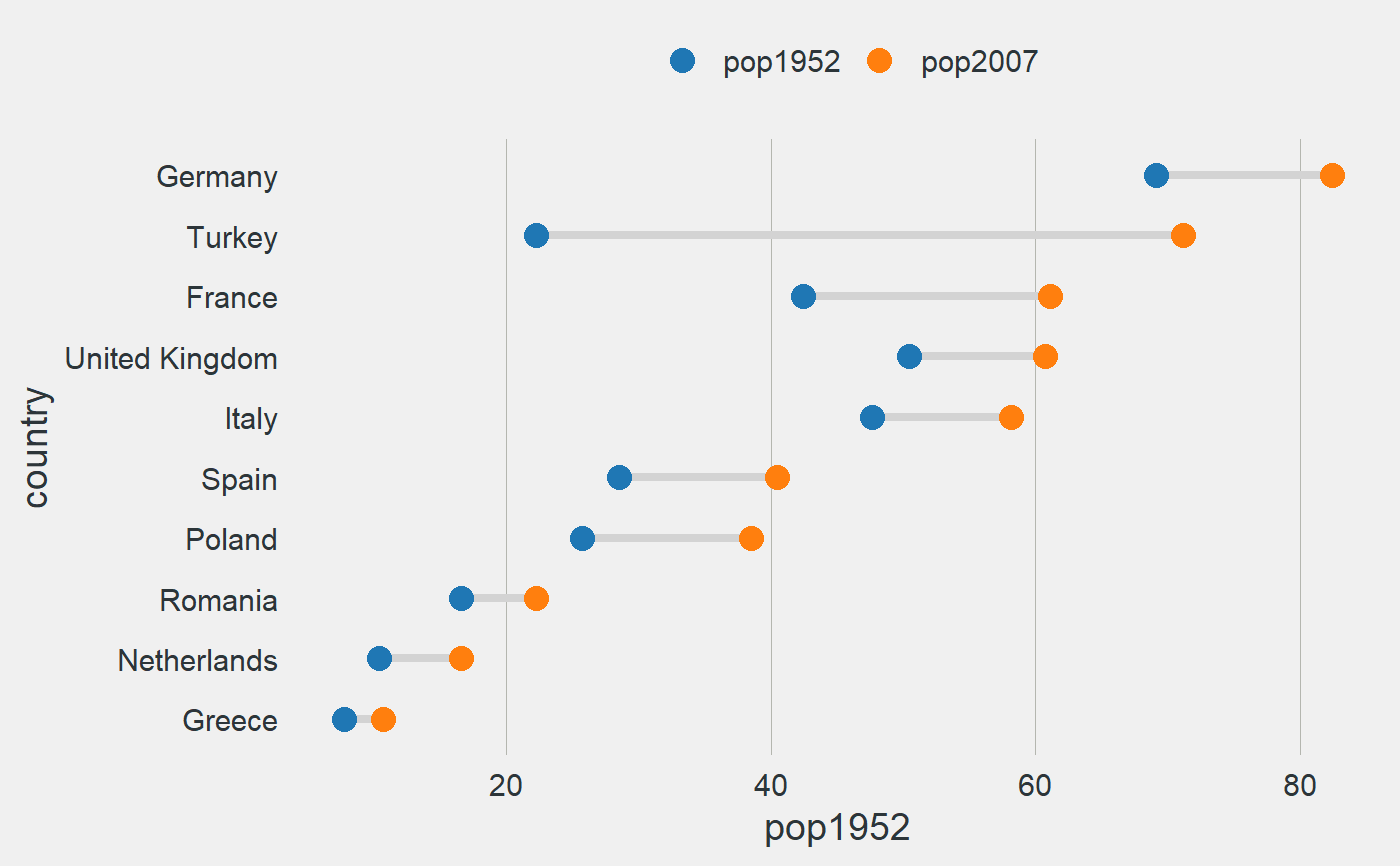 pop1952 pop2007
Germany
Turkey
France
United Kingdom
Italy
Spain
Poland
Romania
Netherlands
Greece
country
20 40 60 80
pop1952